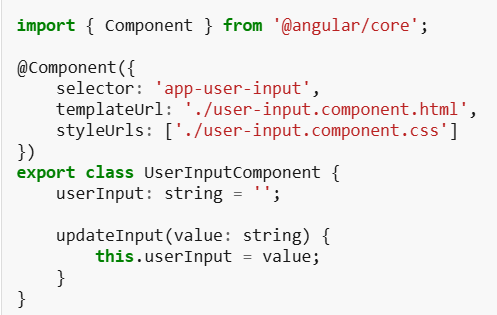 import { Component } from '@angular/core';

@Component({
    selector: 'app-user-input',
    templateUrl: './user-input.component.html',
    styleUrls: ['./user-input.component.css']
})
export class UserInputComponent {
    userInput: string = '';

    updateInput(value: string) {
        this.userInput = value;
    }
}